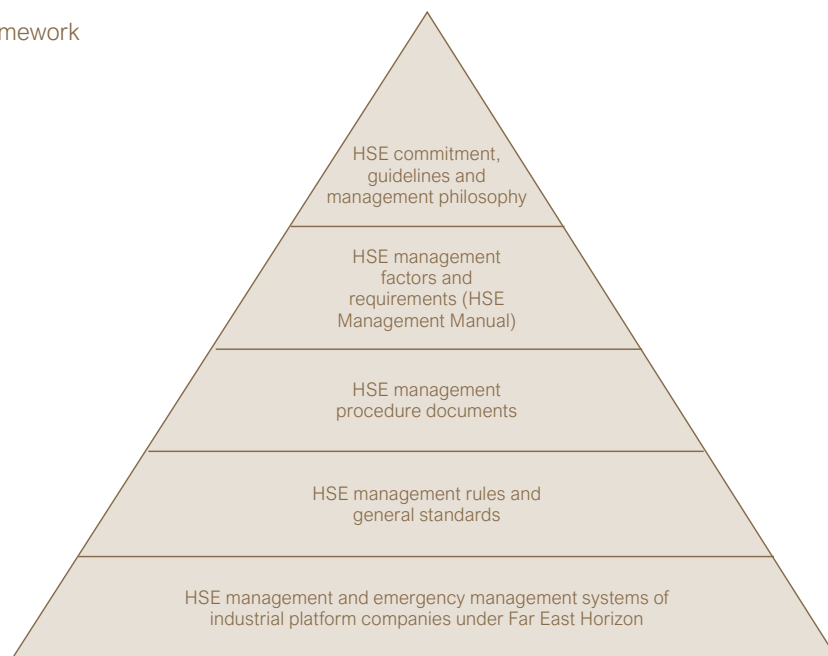 HSE commitment,
guidelines and
management philosophy
HSE management
factors and
requirements (HSE
Management Manual)
HSE management
procedure documents
HSE management rules and
general standards
HSE management and emergency management systems of
industrial platform companies under Far East Horizon